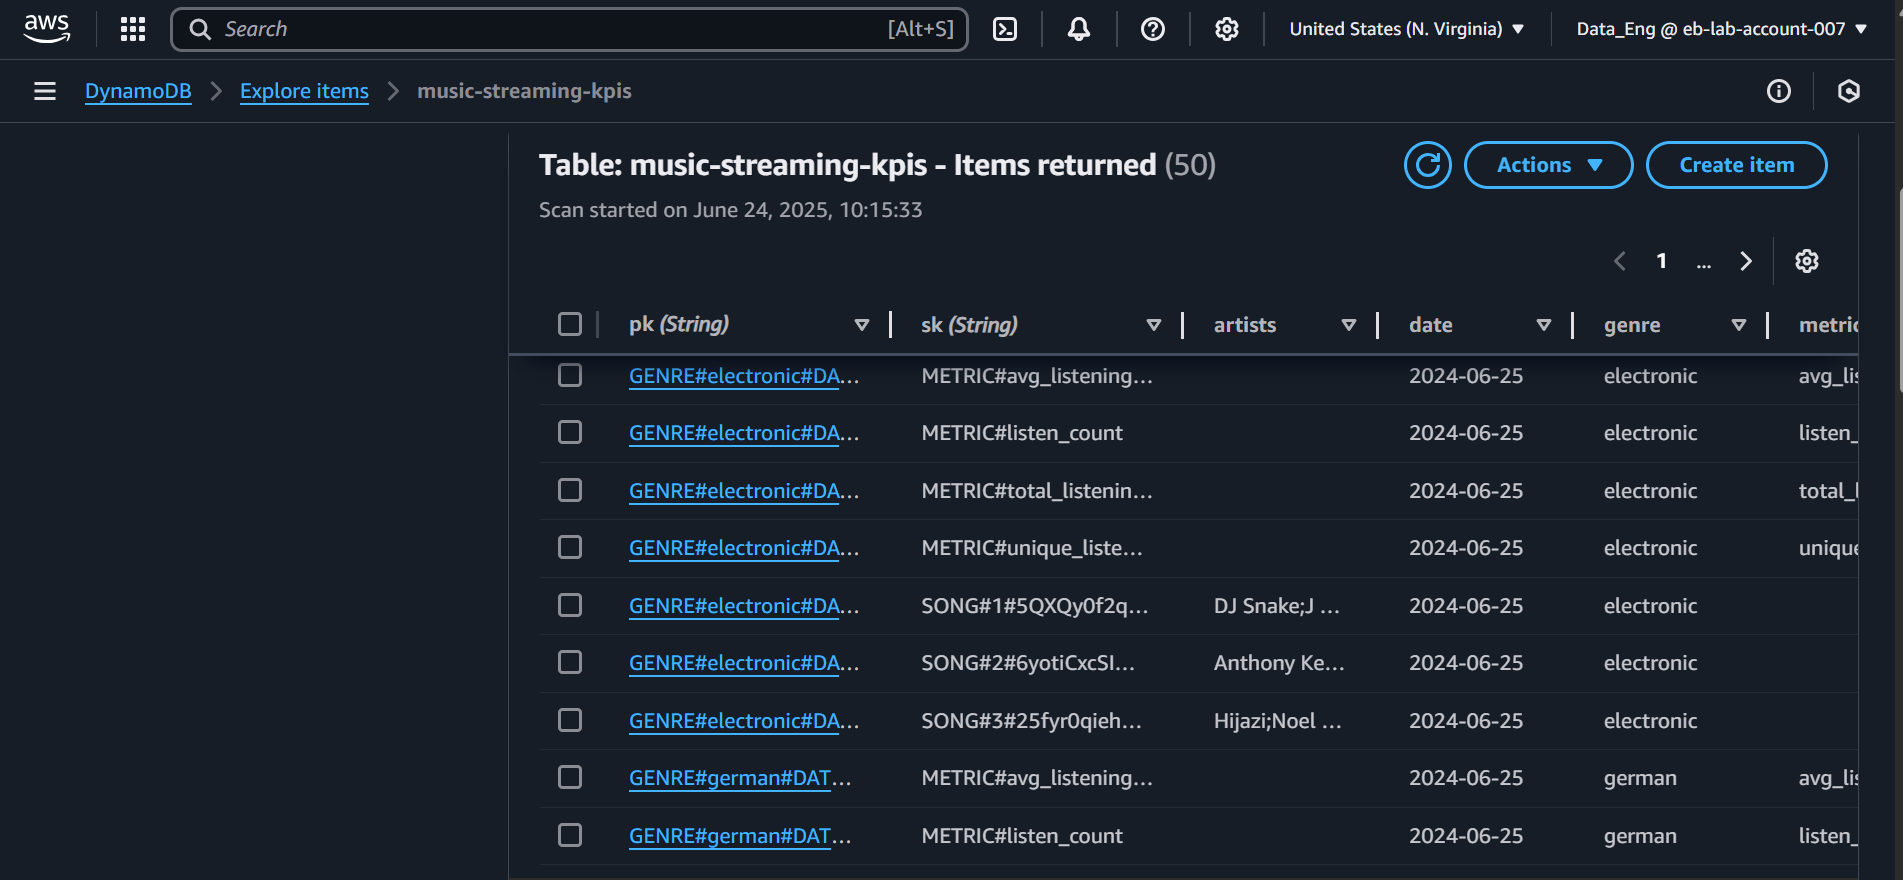 aws
Search [Alt+S]
United States (N. Virginia)
Data_Eng @ eb-lab-account-007
DynamoDB
Explore items
music-streaming-kpis
Table: music-streaming-kpis - Items returned (50)
Actions
Create item
Scan started on June 24, 2025, 10:15:33
1 ...
pk (String) sk (String) artists date genre metric
GENRE#electronic#DA... METRIC#avg_listening... 2024-06-25 electronic avg_lis
GENRE#electronic#DA... METRIC#listen_count 2024-06-25 electronic listen_
GENRE#electronic#DA... METRIC#total_listenin... 2024-06-25 electronic total_l
GENRE#electronic#DA... METRIC#unique_liste... 2024-06-25 electronic unique
GENRE#electronic#DA... SONG#1#5QXQy0f2q... DJ Snake;J ... 2024-06-25 electronic
GENRE#electronic#DA... SONG#2#6yotiCxcSI... Anthony Ke... 2024-06-25 electronic
GENRE#electronic#DA... SONG#3#25fyr0qieh... Hijazi;Noel ... 2024-06-25 electronic
GENRE#german#DAT... METRIC#avg_listening... 2024-06-25 german avg_lis
GENRE#german#DAT... METRIC#listen_count 2024-06-25 german listen_